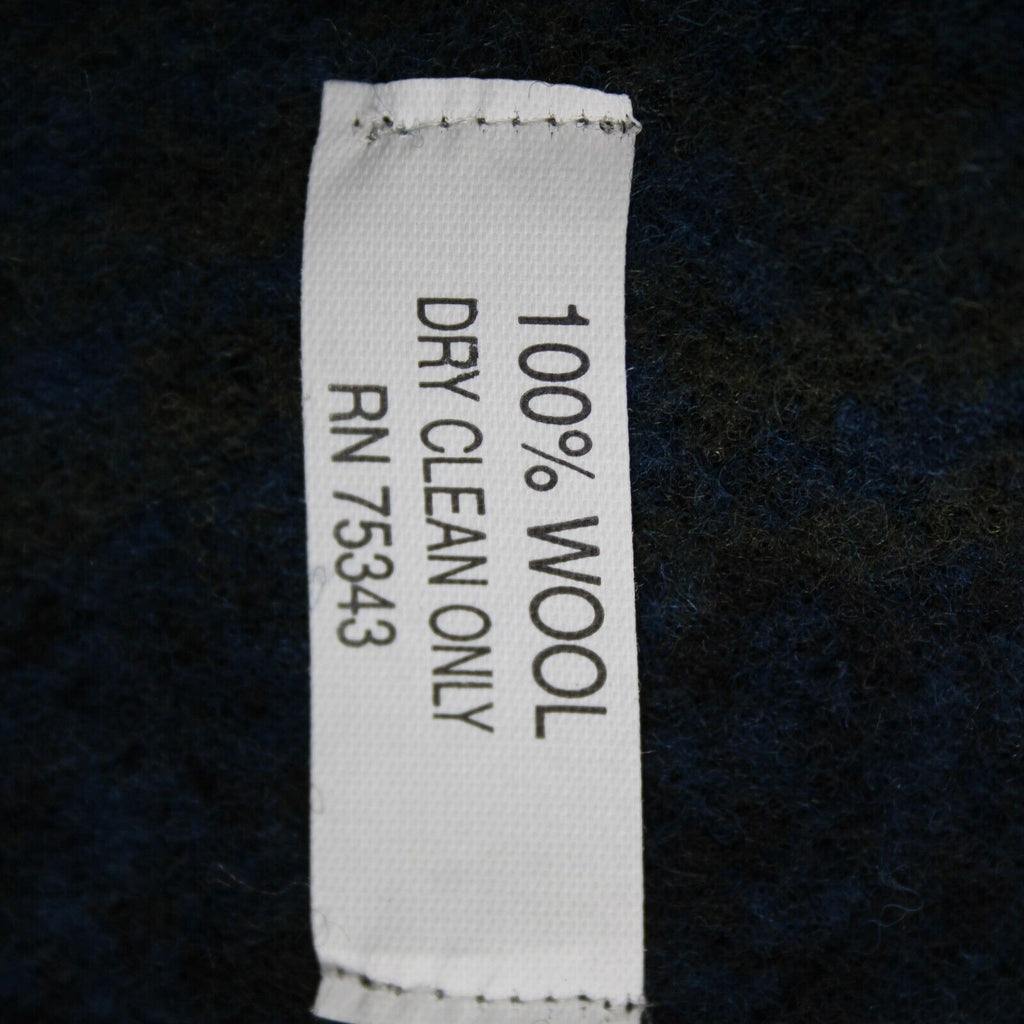 100% WOOL
DRY CLEAN ONLY
RN 75343